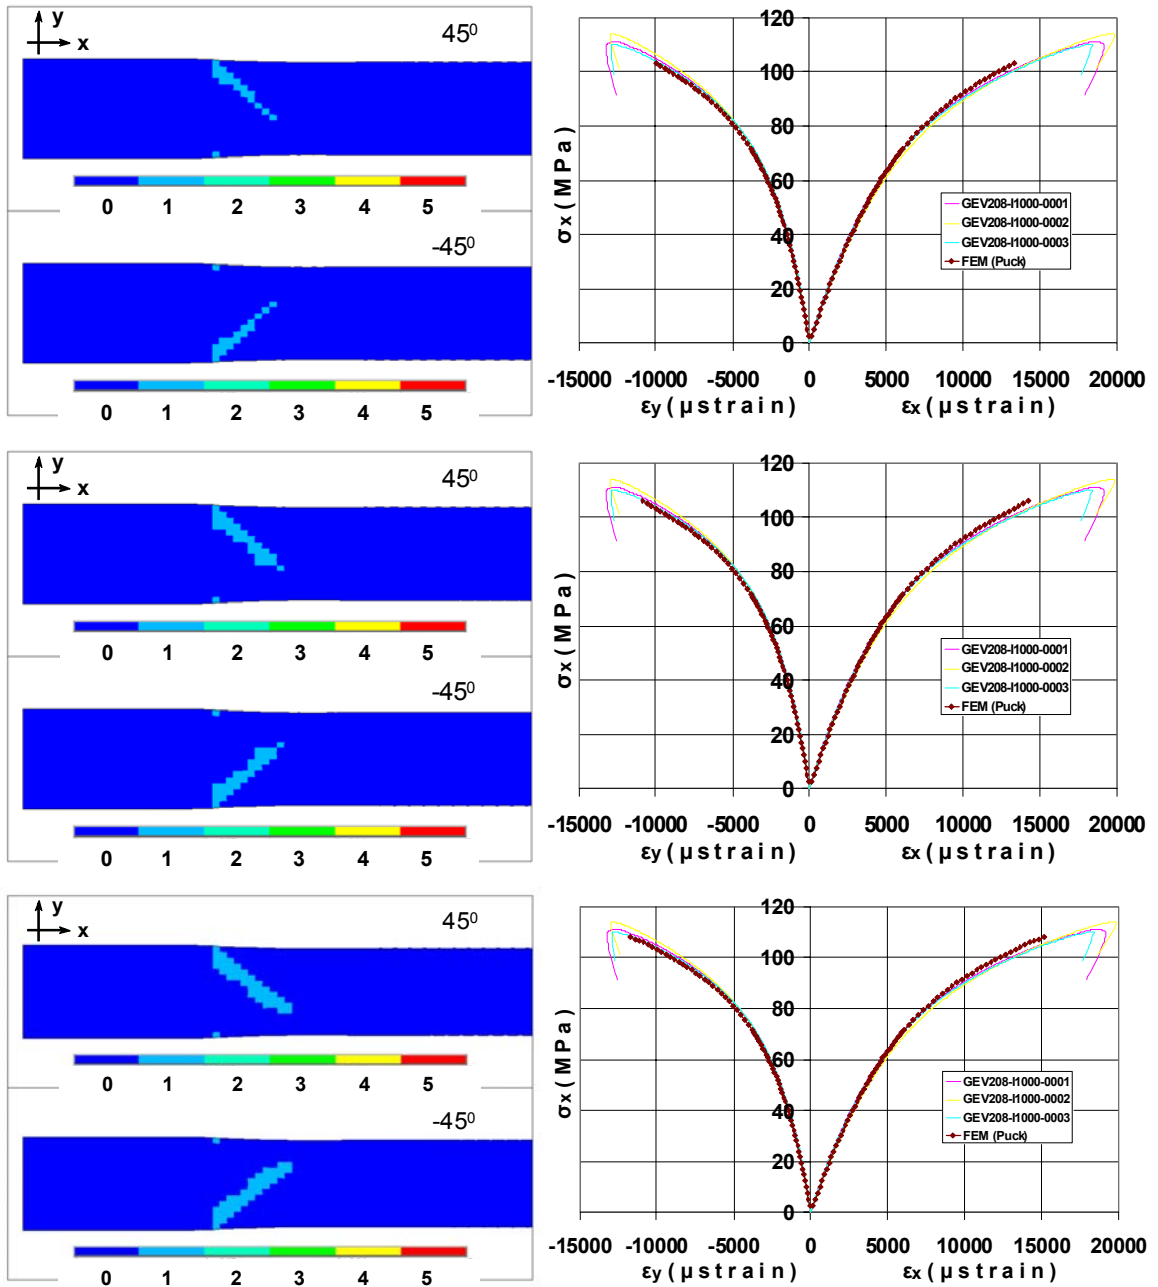 y
x
45⁰
0 1 2 3 4 5
-45⁰
0 1 2 3 4 5
σx (MPa)
120
100
80
60
40
20
0
GEV208-I1000-0001
GEV208-I1000-0002
GEV208-I1000-0003
FEM (Puck)
-15000 -10000 -5000 0 5000 10000 15000 20000
εy (µstrain) εx (µstrain)
y
x
45⁰
0 1 2 3 4 5
-45⁰
0 1 2 3 4 5
σx (MPa)
120
100
80
60
40
20
0
GEV208-I1000-0001
GEV208-I1000-0002
GEV208-I1000-0003
FEM (Puck)
-15000 -10000 -5000 0 5000 10000 15000 20000
εy (µstrain) εx (µstrain)
y
x
45⁰
0 1 2 3 4 5
-45⁰
0 1 2 3 4 5
σx (MPa)
120
100
80
60
40
20
0
GEV208-I1000-0001
GEV208-I1000-0002
GEV208-I1000-0003
FEM (Puck)
-15000 -10000 -5000 0 5000 10000 15000 20000
εy (µstrain) εx (µstrain)